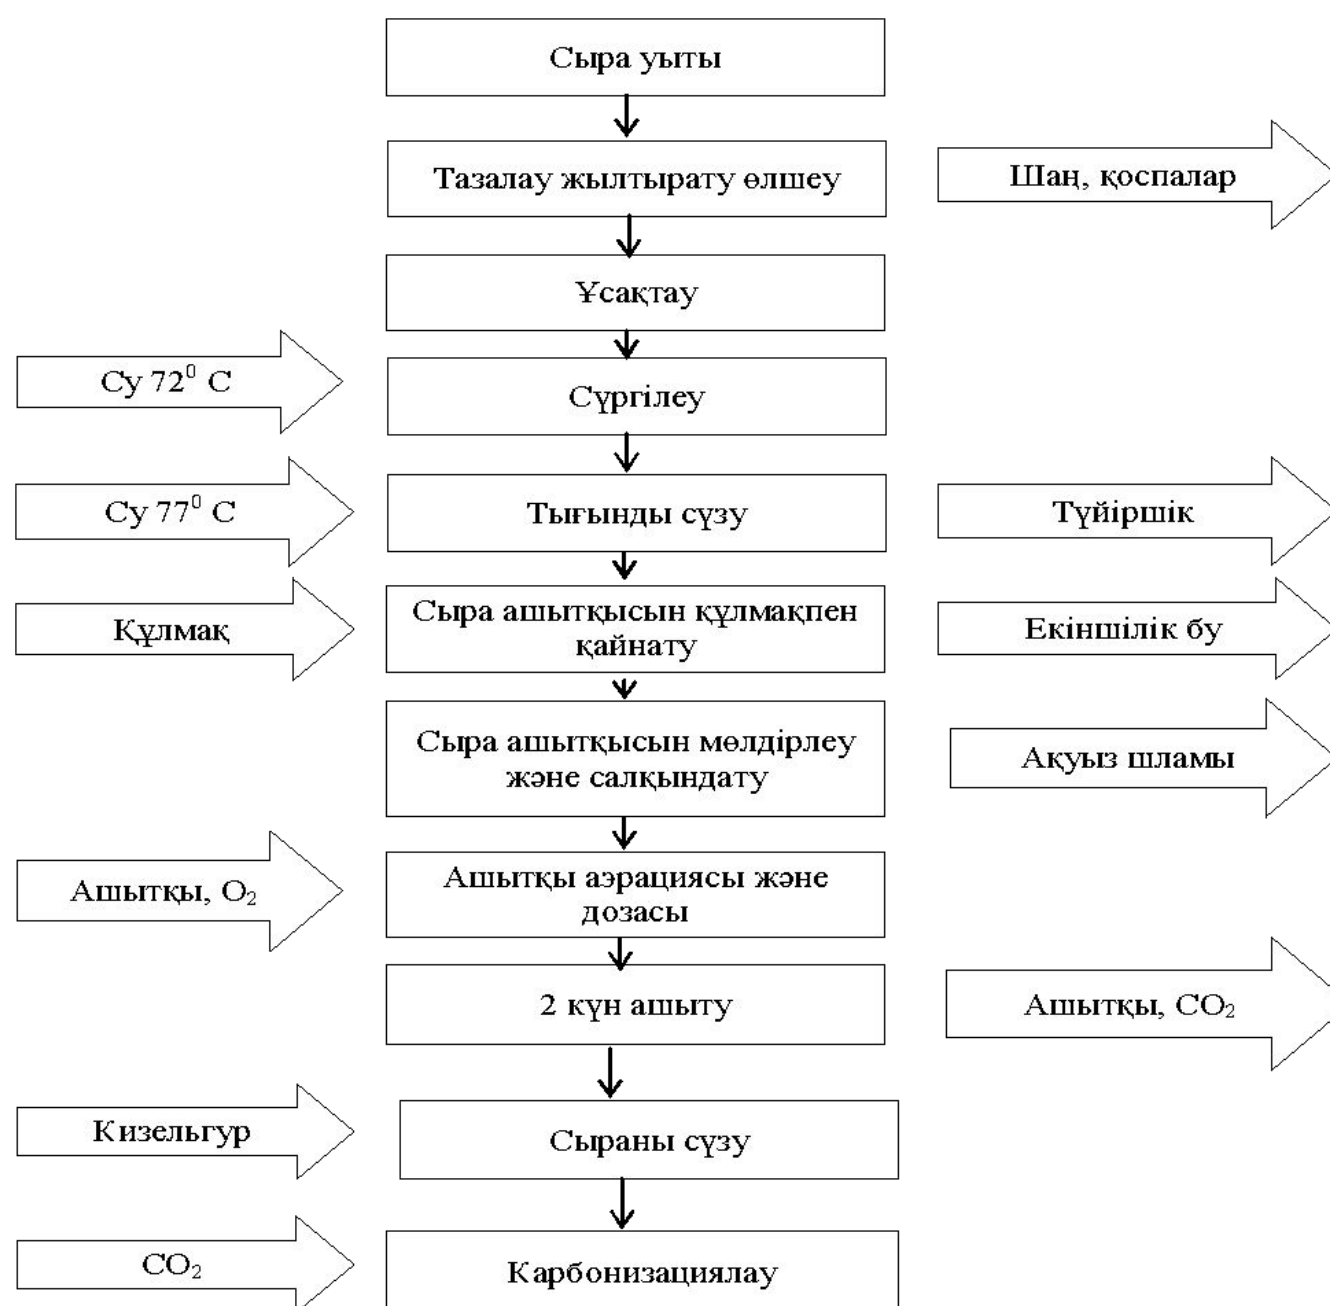 Сыра уыты
Тазалау жылтырату өлшеу
Шаң, қоспалар
Ұсақтау
Су 72⁰ С
Сүргілеу
Су 77⁰ С
Тығынды сүзу
Түйіршік
Құлмақ
Сыра ашытқысын құлмақпен
қайнату
Екіншілік бу
Сыра ашытқысын мөлдірлеу
және салқындату
Ақуыз шламы
Ашытқы, О₂
Ашытқы аэрациясы және
дозасы
2 күн ашыту
Ашытқы, СО₂
Кизельгур
Сыраны сүзу
СО₂
Карбонизациялау